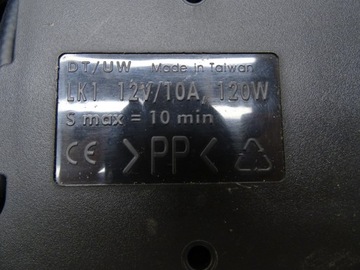 DT/UW Made in Taiwan
LK1 12V/10A, 120W
S max = 10 min
CE >PP<